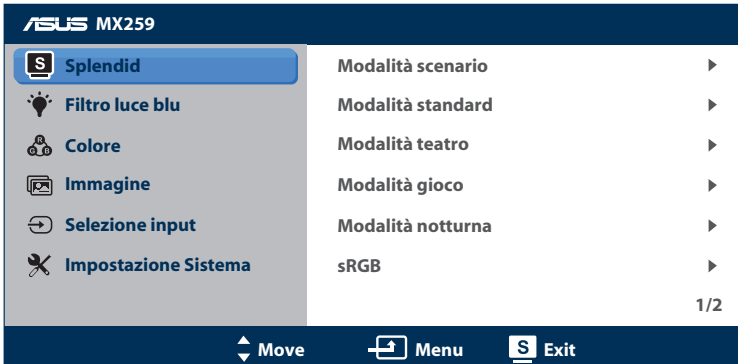 ASUS MX259
S Splendid
Filtro luce blu
R G B Colore
Immagine
Selezione input
Impostazione Sistema
Modalità scenario
Modalità standard
Modalità teatro
Modalità gioco
Modalità notturna
sRGB
1/2
Move Menu S Exit